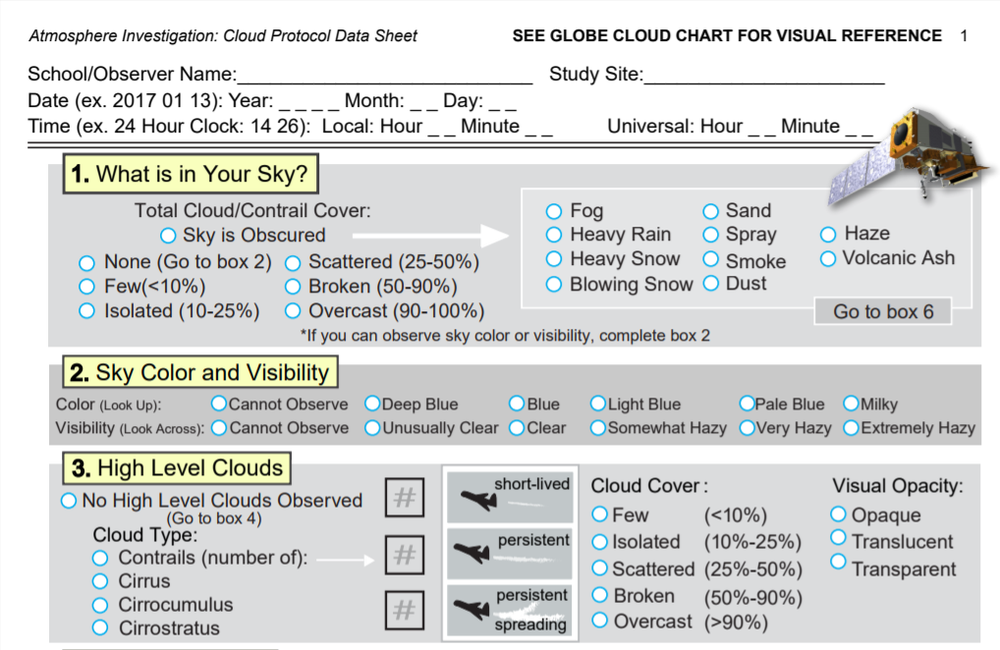 Atmosphere Investigation: Cloud Protocol Data Sheet SEE GLOBE CLOUD CHART FOR VISUAL REFERENCE 1
School/Observer Name:___________________________ Study Site:______________________
Date (ex. 2017 01 13): Year: _ _ _ _ Month: _ _ Day: _ _
Time (ex. 24 Hour Clock: 14 26): Local: Hour _ _ Minute _ _ Universal: Hour _ _ Minute _ _
1. What is in Your Sky?
Total Cloud/Contrail Cover:
Sky is Obscured
None (Go to box 2) Scattered (25-50%)
Few(<10%) Broken (50-90%)
Isolated (10-25%) Overcast (90-100%)
Fog Sand
Heavy Rain Spray Haze
Heavy Snow Smoke Volcanic Ash
Blowing Snow Dust
Go to box 6
*If you can observe sky color or visibility, complete box 2
2. Sky Color and Visibility
Color (Look Up): Cannot Observe Deep Blue Blue Light Blue Pale Blue Milky
Visibility (Look Across): Cannot Observe Unusually Clear Clear Somewhat Hazy Very Hazy Extremely Hazy
3. High Level Clouds
No High Level Clouds Observed
(Go to box 4)
Cloud Type:
Contrails (number of):
Cirrus
Cirrocumulus
Cirrostratus
# short-lived
# persistent
# persistent
spreading
Cloud Cover :
Few (<10%)
Isolated (10%-25%)
Scattered (25%-50%)
Broken (50%-90%)
Overcast (>90%)
Visual Opacity:
Opaque
Translucent
Transparent